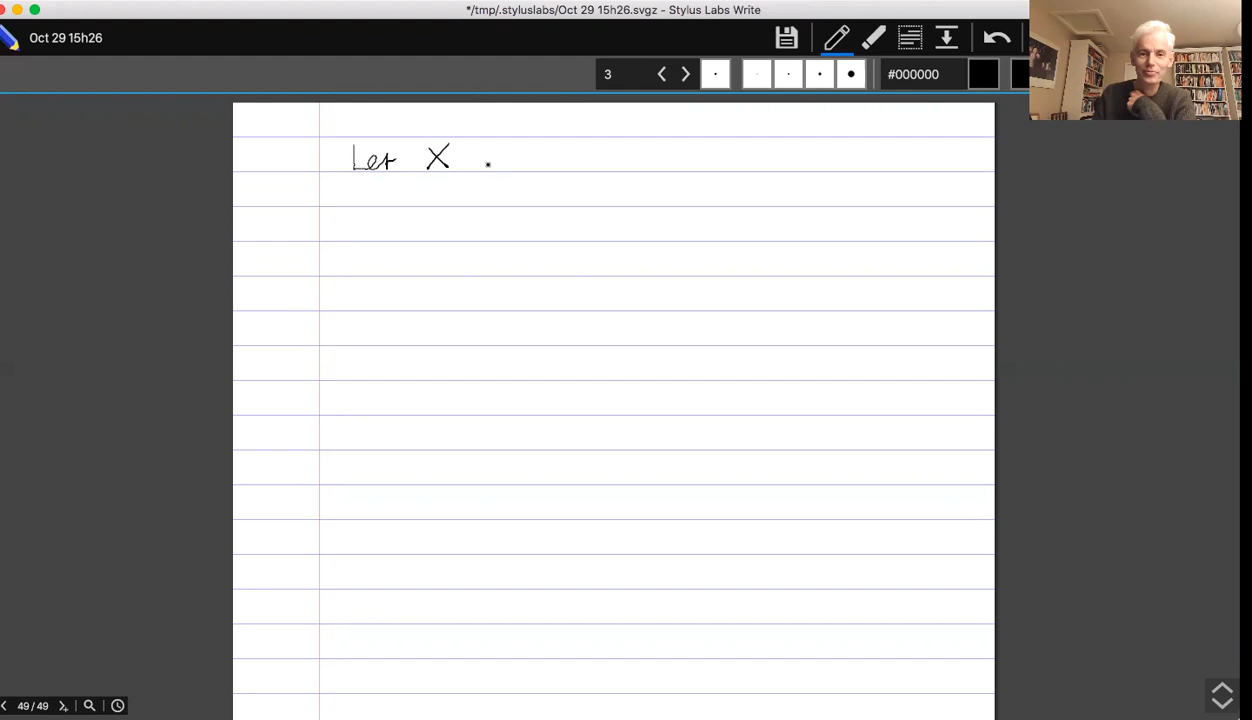 */tmp/.styluslabs/Oct 29 15h26.svgz - Stylus Labs Write
Oct 29 15h26
3
#000000
Let X
49/49